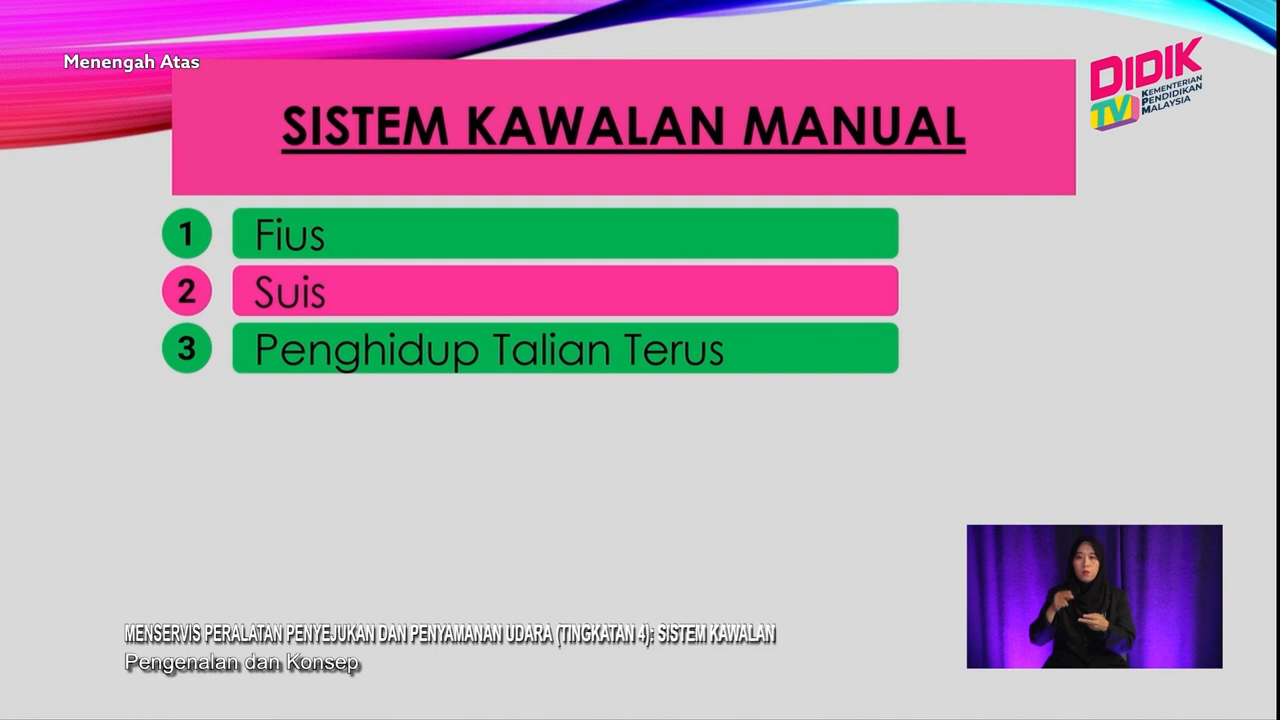 Menengah Atas
DIDIK
TV
KEMENTERIAN
PENDIDIKAN
MALAYSIA
SISTEM KAWALAN MANUAL
1 Fius
2 Suis
3 Penghidup Talian Terus
MENSERVIS PERALATAN PENYEJUKAN DAN PENYAMANAN UDARA (TINGKATAN 4): SISTEM KAWALAN
Pengenalan dan Konsep